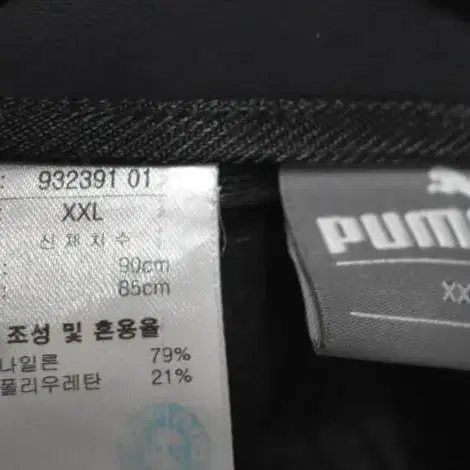 : 932391 01
: XXL
신체치수
: 90cm
: 85cm
조성 및 혼용율
나일론 79%
폴리우레탄 21%
PUM
XX